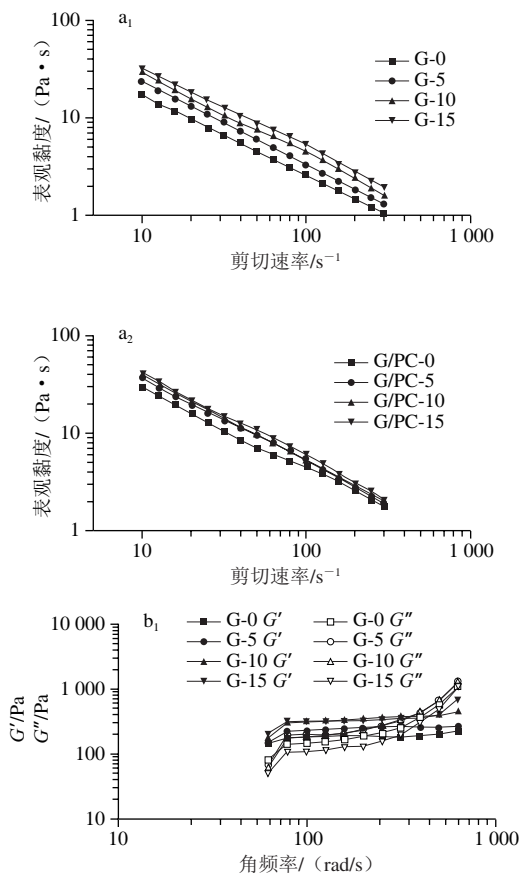 a₁
100
10
1
表观黏度/（Pa·s）
G-0
G-5
G-10
G-15
10 100 1 000
剪切速率/s⁻¹
a₂
100
10
1
表观黏度/（Pa·s）
G/PC-0
G/PC-5
G/PC-10
G/PC-15
10 100 1 000
剪切速率/s⁻¹
b₁
10 000
1 000
100
10
G′/Pa
G″/Pa
G-0 G′ G-0 G″
G-5 G′ G-5 G″
G-10 G′ G-10 G″
G-15 G′ G-15 G″
10 100 1 000
角频率/（rad/s）